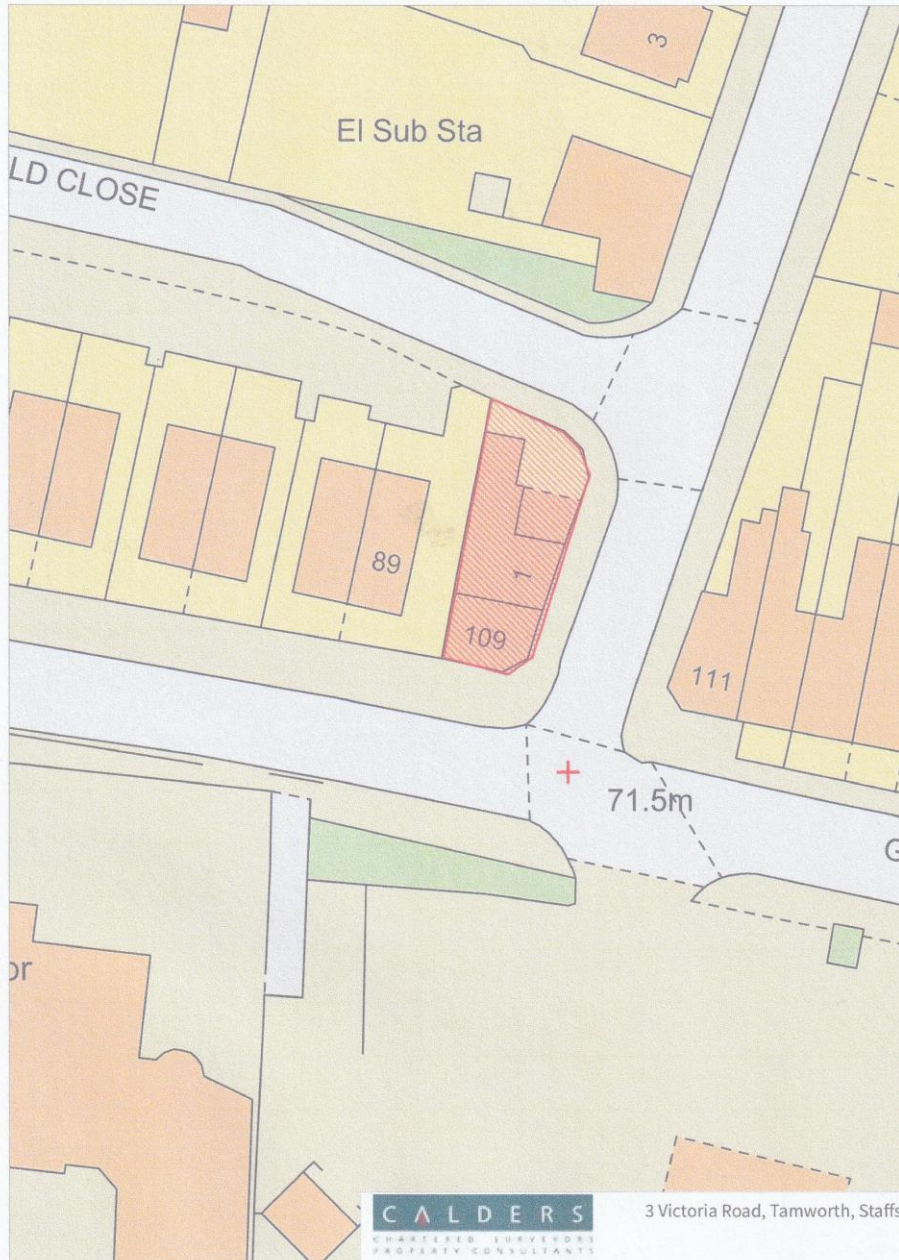 3
El Sub Sta
LD CLOSE
89
1
109
111
71.5m
G
or
CALDERS
CHARTERED SURVEYORS
PROPERTY CONSULTANTS
3 Victoria Road, Tamworth, Staffs